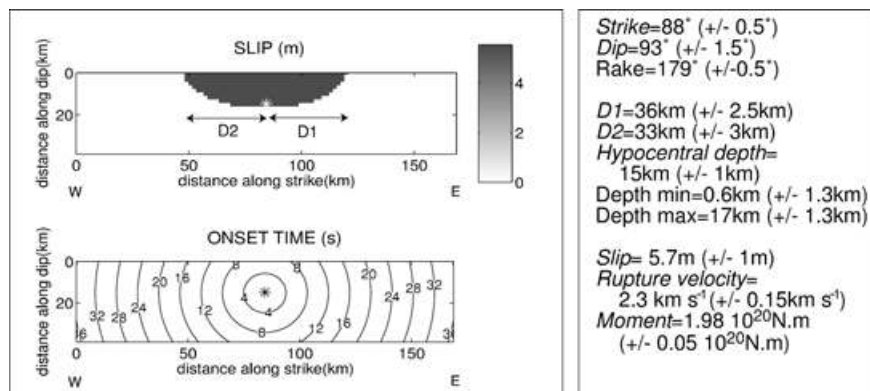 SLIP (m)
distance along dip(km)
0
20
D2
D1
0
50
100
150
distance along strike(km)
W
E
4
2
0
ONSET TIME (s)
distance along dip(km)
0
20
36
32
28
24
20
16
12
8
4
4
8
8
12
16
20
24
28
32
0
50
100
150
distance along strike(km)
W
E
Strike=88° (+/- 0.5°)
Dip=93° (+/- 1.5°)
Rake=179° (+/-0.5°)
D1=36km (+/- 2.5km)
D2=33km (+/- 3km)
Hypocentral depth=
15km (+/- 1km)
Depth min=0.6km (+/- 1.3km)
Depth max=17km (+/- 1.3km)
Slip= 5.7m (+/- 1m)
Rupture velocity=
2.3 km s⁻¹(+/- 0.15km s⁻¹)
Moment=1.98 10²⁰N.m
(+/- 0.05 10²⁰N.m)